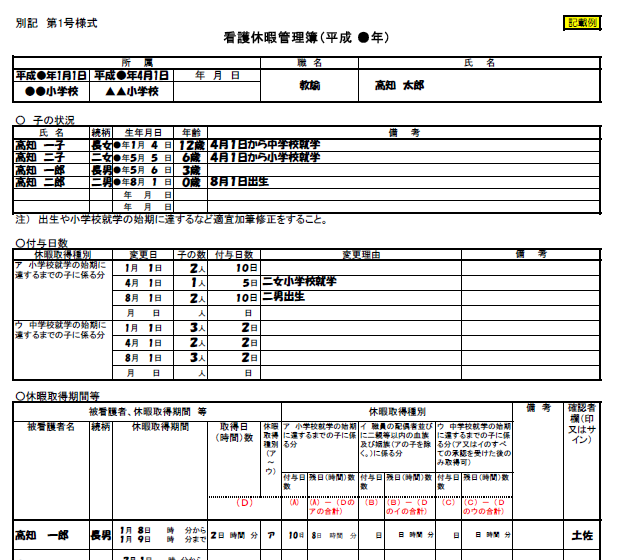 別記 第1号様式
記載例
看護休暇管理簿(平成 ●年)
所 属 職 名 氏 名
平成●年1月1日 平成●年4月1日 年 月 日
●●小学校 ▲▲小学校 教諭 高知 太郎
○ 子の状況
氏 名 続柄 生年月日 年齢 備 考
高知 一子 長女 ●年1月 4 日 12歳 4月1日から中学校就学
高知 二子 二女 ●年5月 5 日 6歳 4月1日から小学校就学
高知 一郎 長男 ●年5月 6 日 3歳
高知 二郎 二男 ●年8月 1 日 0歳 8月1日出生
年 月 日
年 月 日
注) 出生や小学校就学の始期に達するなど適宜加筆修正をすること。
○付与日数
休暇取得種別 変更日 子の数 付与日数 変更理由 備 考
ア 小学校就学の始期に達するまでの子に係る分 1月 1日 2人 10日
4月 1日 1人 5日 二女小学校就学
8月 1日 2人 10日 二男出生
月 日 人 日
ウ 中学校就学の始期に達するまでの子に係る分 1月 1日 3人 2日
4月 1日 2人 2日
8月 1日 3人 2日
月 日 人 日
○休暇取得期間等
被看護者、休暇取得期間 等 休暇取得種別 備 考 確認者欄(印又はサイン)
被看護者名 続柄 休暇取得期間 取得日(時間)数 休暇取得種別(ア～ウ) ア 小学校就学の始期に達するまでの子に係る分 イ 職員の配偶者並びに二親等以内の血族及び姻族(アの子を除く。)に係る分 ウ 中学校就学の始期に達するまでの子に係る分(ア又はイのすべての承認を受けた後のみ取得可)
付与日数 残日(時間)数 付与日数 残日(時間)数 付与日数 残日(時間)数
(D) (A) (A)－(Dのアの合計) (B) (B)－(Dのイの合計) (C) (C)－(Dのウの合計)
高知 一郎 長男 1月 8日 時 分から 2日 時間 分 ア 10日 8日 時間 分 日 日 時間 分 日 日 時間 分 土佐
1月 9日 時 分まで